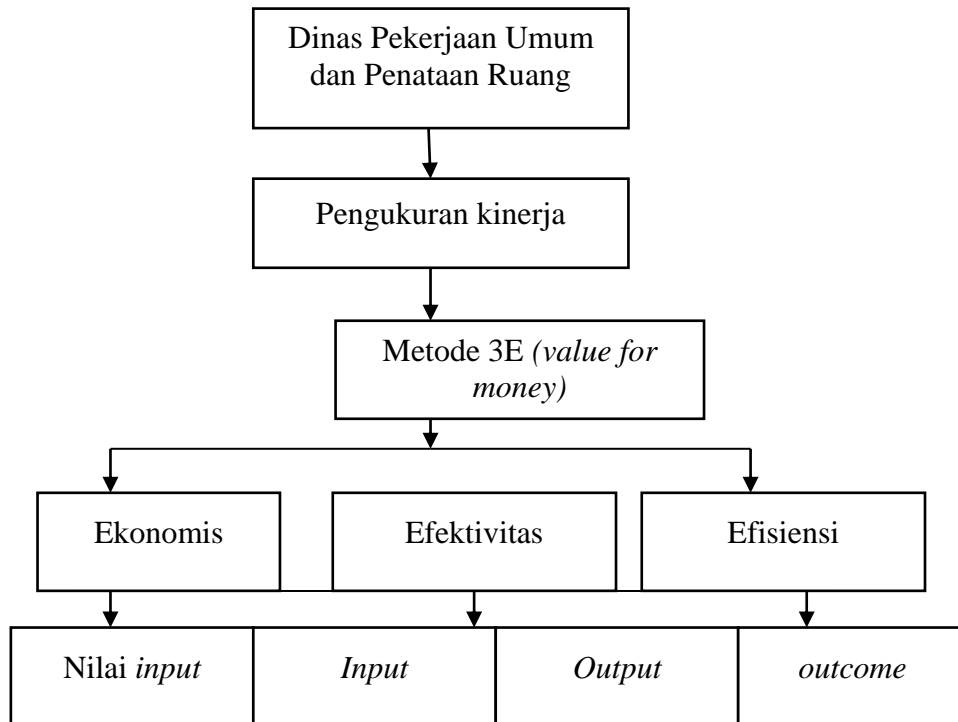 Dinas Pekerjaan Umum
dan Penataan Ruang
Pengukuran kinerja
Metode 3E (value for
money)
Ekonomis
Efektivitas
Efisiensi
Nilai input
Input
Output
outcome